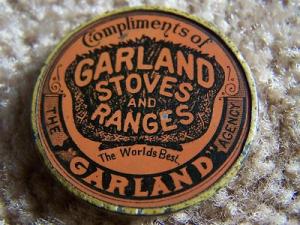 Compliments of
GARLAND
STOVES
AND
RANGES
The Worlds Best
THE "GARLAND" AGENCY